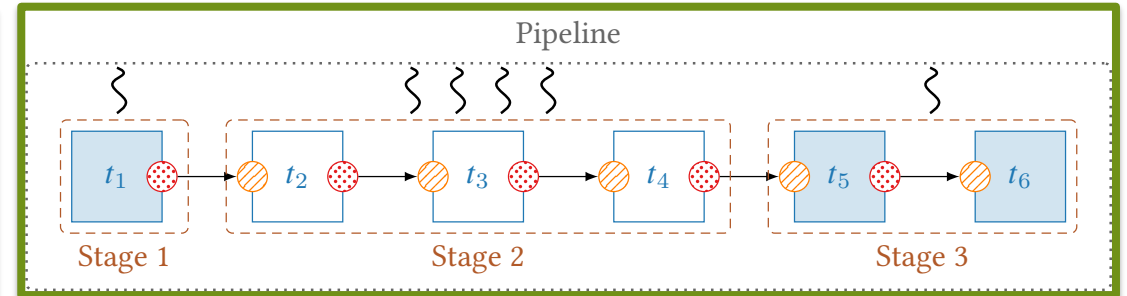 Pipeline
t₁ t₂ t₃ t₄ t₅ t₆
Stage 1 Stage 2 Stage 3